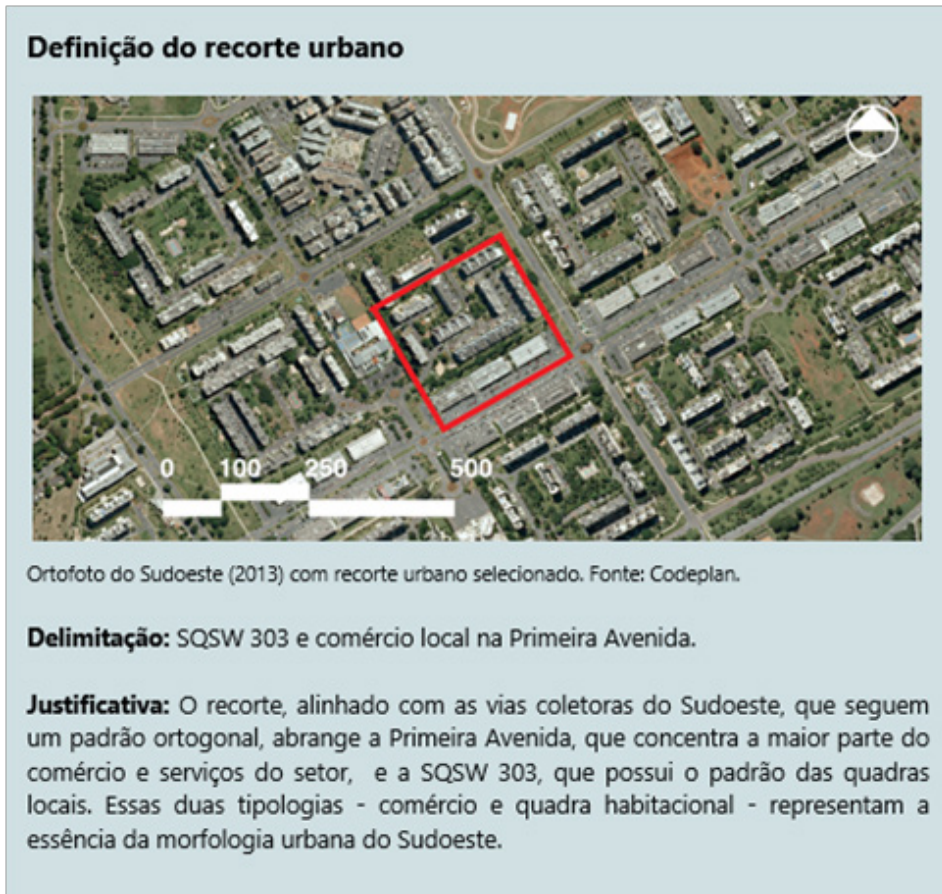 Definição do recorte urbano
0 100 250 500
Ortofoto do Sudoeste (2013) com recorte urbano selecionado. Fonte: Codeplan.
Delimitação: SQSW 303 e comércio local na Primeira Avenida.
Justificativa: O recorte, alinhado com as vias coletoras do Sudoeste, que seguem
um padrão ortogonal, abrange a Primeira Avenida, que concentra a maior parte do
comércio e serviços do setor, e a SQSW 303, que possui o padrão das quadras
locais. Essas duas tipologias - comércio e quadra habitacional - representam a
essência da morfologia urbana do Sudoeste.